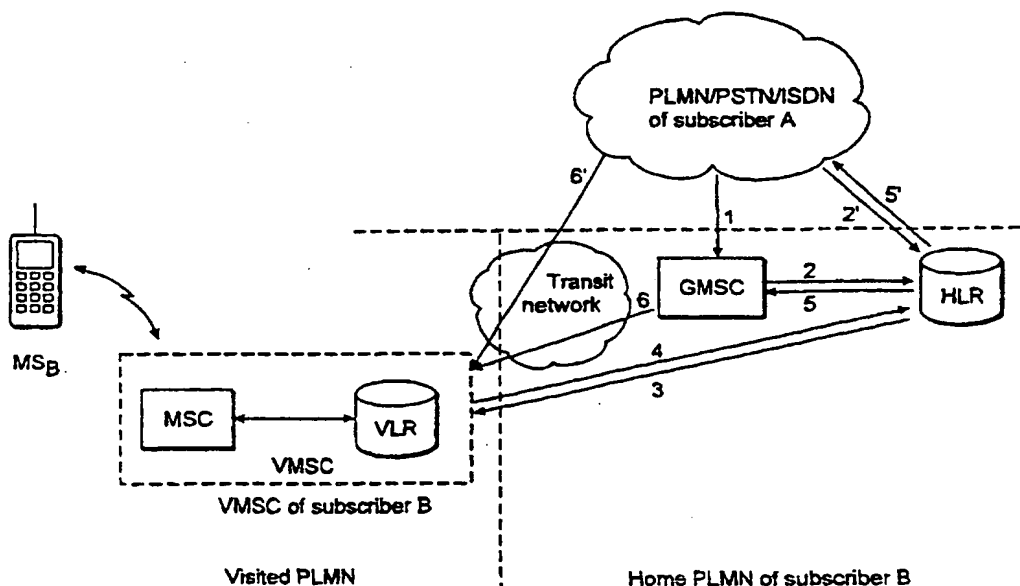 PLMN/PSTN/ISDN
of subscriber A
6'
5'
2'
1
Transit
network
GMSC
2
5
HLR
6
4
3
MSB
MSC
VLR
VMSC
VMSC of subscriber B
Visited PLMN
Home PLMN of subscriber B